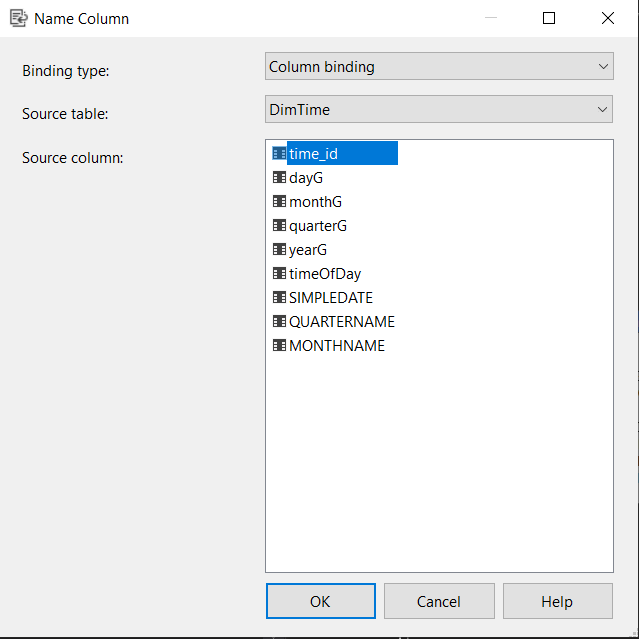 Name Column
Binding type:
Column binding
Source table:
DimTime
Source column:
time_id
dayG
monthG
quarterG
yearG
timeOfDay
SIMPLEDATE
QUARTERNAME
MONTHNAME
OK
Cancel
Help